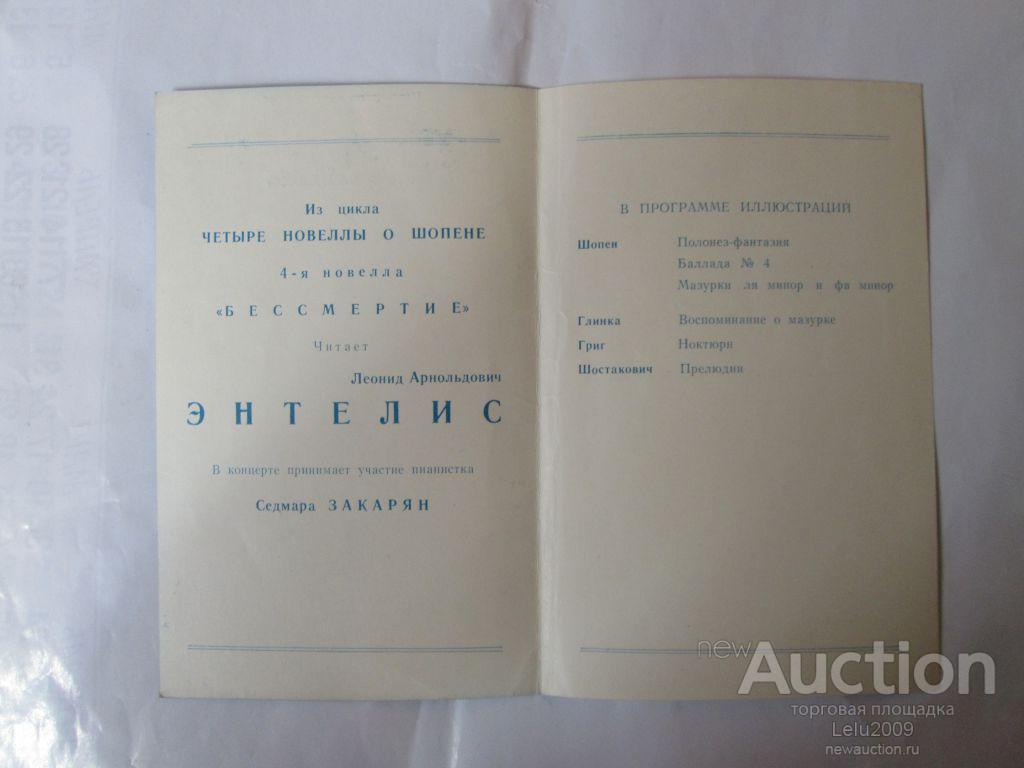 Из цикла
ЧЕТЫРЕ НОВЕЛЛЫ О ШОПЕНЕ
4-я новелла
«БЕССМЕРТИЕ»
Читает
Леонид Арнольдович
ЭНТЕЛИС
В концерте принимает участие пианистка
Седмара ЗАКАРЯН
В ПРОГРАММЕ ИЛЛЮСТРАЦИЙ
Шопен Полонез-фантазия
Баллада № 4
Мазурки ля минор и фа минор
Глинка Воспоминание о мазурке
Григ Ноктюрн
Шостакович Прелюдии
newAuction
торговая площадка
Lelu2009
newauction.ru